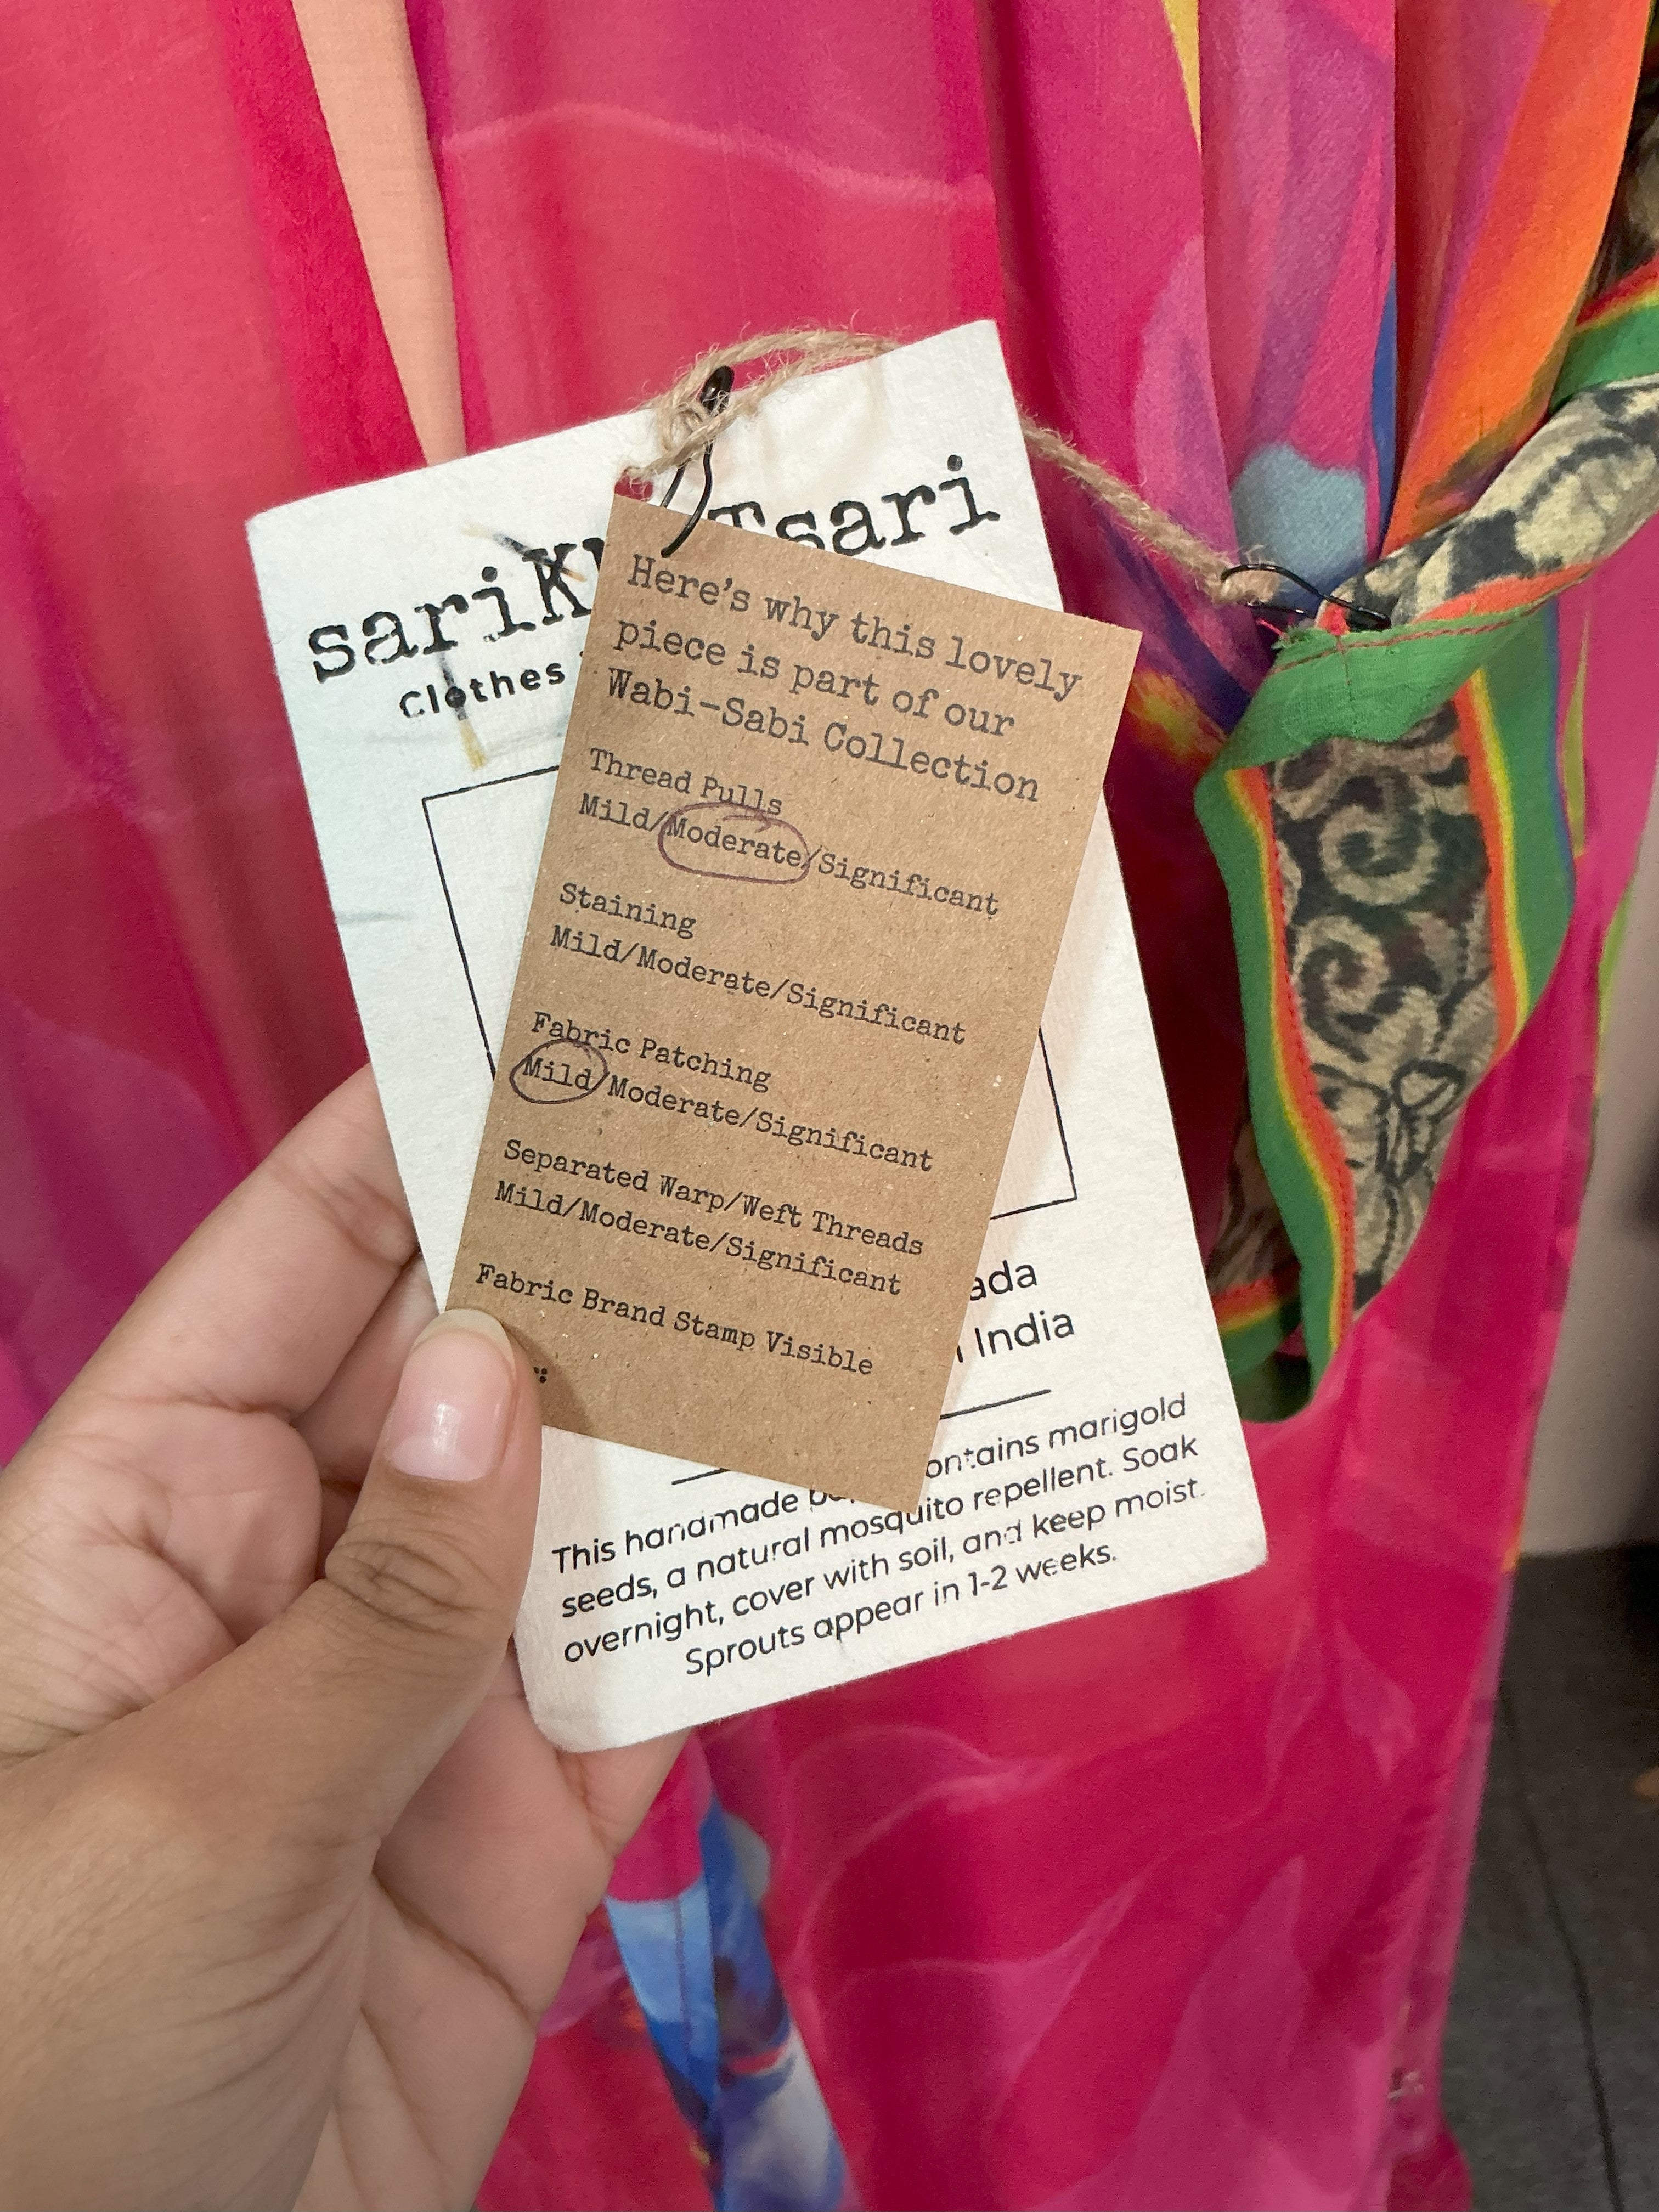 sariK Tsari
Clothes
Here's why this lovely
piece is part of our
Wabi-Sabi Collection
Thread Pulls
Mild/Moderate/Significant
Staining
Mild/Moderate/Significant
Fabric Patching
Mild/Moderate/Significant
Separated Warp/Weft Threads
Mild/Moderate/Significant
Fabric Brand Stamp Visible
India
This handmade
seeds, a natural mosquito repellent. Soak
overnight, cover with soil, and keep moist.
Sprouts appear in 1-2 weeks.
marigold